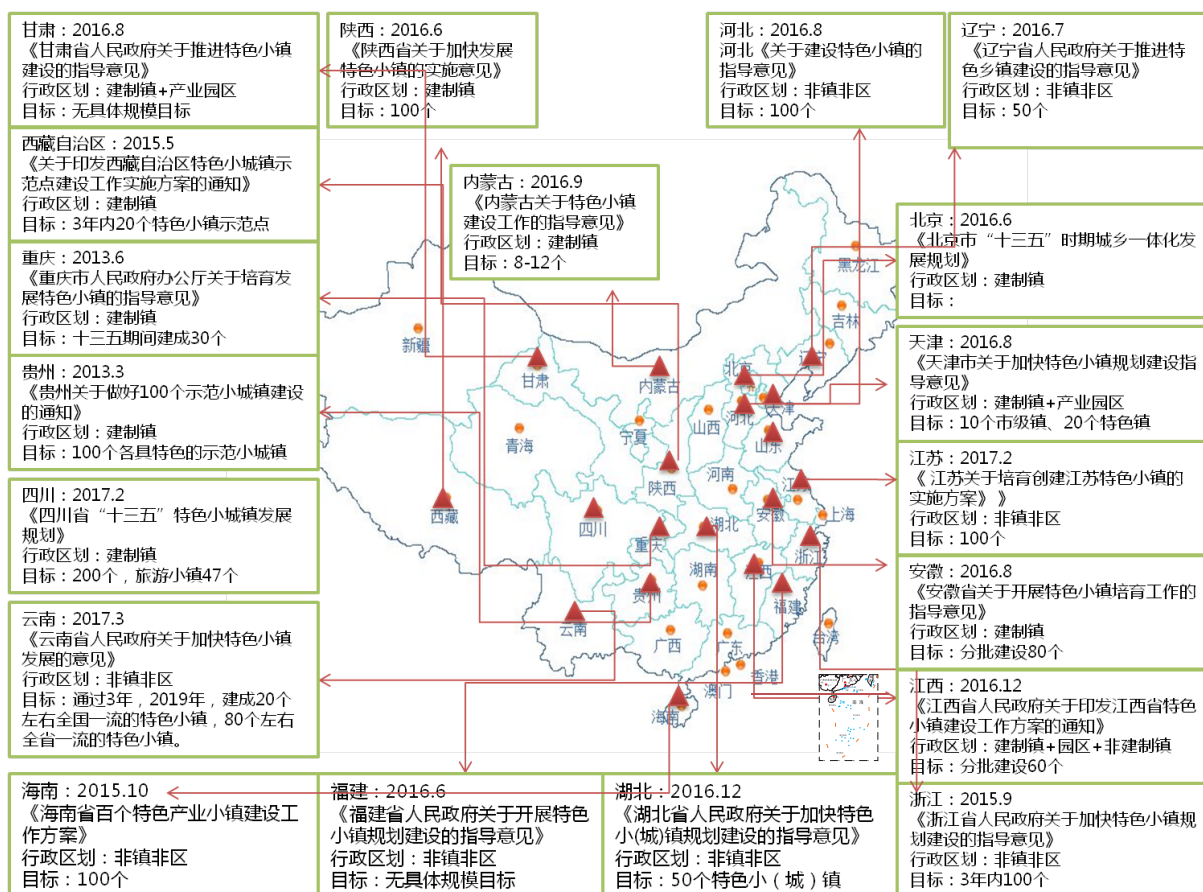 甘肃：2016.8
《甘肃省人民政府关于推进特色小镇
建设的指导意见》
行政区划：建制镇+产业园区
目标：无具体规模目标
陕西：2016.6
《陕西省关于加快发展
特色小镇的实施意见》
行政区划：建制镇
目标：100个
河北：2016.8
河北《关于建设特色小镇的
指导意见》
行政区划：非镇非区
目标：100个
辽宁：2016.7
《辽宁省人民政府关于推进特
色乡镇建设的指导意见》
行政区划：非镇非区
目标：50个
西藏自治区：2015.5
《关于印发西藏自治区特色小城镇示
范点建设工作实施方案的通知》
行政区划：建制镇
目标：3年内20个特色小镇示范点
内蒙古：2016.9
《内蒙古关于特色小镇
建设工作的指导意见》
行政区划：建制镇
目标：8-12个
北京：2016.6
《北京市“十三五”时期城乡一体化发
展规划》
行政区划：建制镇
目标：
重庆：2013.6
《重庆市人民政府办公厅关于培育发
展特色小镇的指导意见》
行政区划：建制镇
目标：十三五期间建成30个
天津：2016.8
《天津市关于加快特色小镇规划建设指
导意见》
行政区划：建制镇+产业园区
目标：10个市级镇、20个特色镇
贵州：2013.3
《贵州关于做好100个示范小城镇建设
的通知》
行政区划：建制镇
目标：100个各具特色的示范小城镇
江苏：2017.2
《 江苏关于培育创建江苏特色小镇的
实施方案》 》
行政区划：非镇非区
目标：100个
四川：2017.2
《四川省“十三五”特色小城镇发展
规划》
行政区划：建制镇
目标：200个，旅游小镇47个
安徽：2016.8
《安徽省关于开展特色小镇培育工作的
指导意见》
行政区划：建制镇
目标：分批建设80个
云南：2017.3
《云南省人民政府关于加快特色小镇
发展的意见》
行政区划：非镇非区
目标：通过3年，2019年，建成20个
左右全国一流的特色小镇，80个左右
全省一流的特色小镇。
江西：2016.12
《江西省人民政府关于印发江西省特色
小镇建设工作方案的通知》
行政区划：建制镇+园区+非建制镇
目标：分批建设60个
海南：2015.10
《海南省百个特色产业小镇建设工
作方案》
行政区划：非镇非区
目标：100个
福建：2016.6
《福建省人民政府关于开展特色
小镇规划建设的指导意见》
行政区划：非镇非区
目标：无具体规模目标
湖北：2016.12
《湖北省人民政府关于加快特色
小(城)镇规划建设的指导意见》
行政区划：非镇非区
目标：50个特色小（城）镇
浙江：2015.9
《浙江省人民政府关于加快特色小镇规
划建设的指导意见》
行政区划：非镇非区
目标：3年内100个
黑龙江
吉林
辽宁
新疆
甘肃
内蒙古
北京
天津
河北
山西
宁夏
青海
山东
陕西
河南
西藏
四川
重庆
湖北
安徽
江苏
上海
浙江
湖南
江西
贵州
福建
云南
广西
广东
台湾
香港
澳门
海南